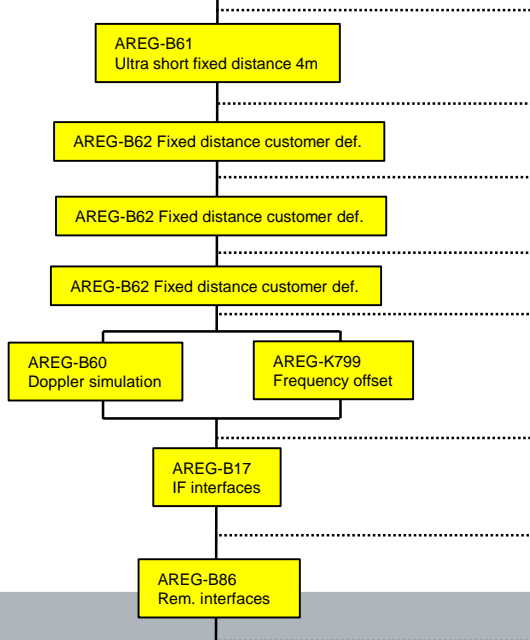 AREG-B61
Ultra short fixed distance 4m
AREG-B62 Fixed distance customer def.
AREG-B62 Fixed distance customer def.
AREG-B62 Fixed distance customer def.
AREG-B60
Doppler simulation
AREG-K799
Frequency offset
AREG-B17
IF interfaces
AREG-B86
Rem. interfaces